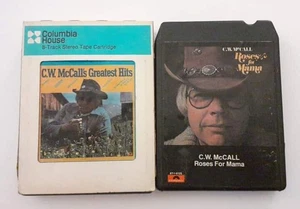 Columbia
House
8-Track Stereo Tape Cartridge
C.W. McCall's Greatest Hits
C.W. McCALL
Roses
for
Mama
C.W. McCALL
Roses For Mama